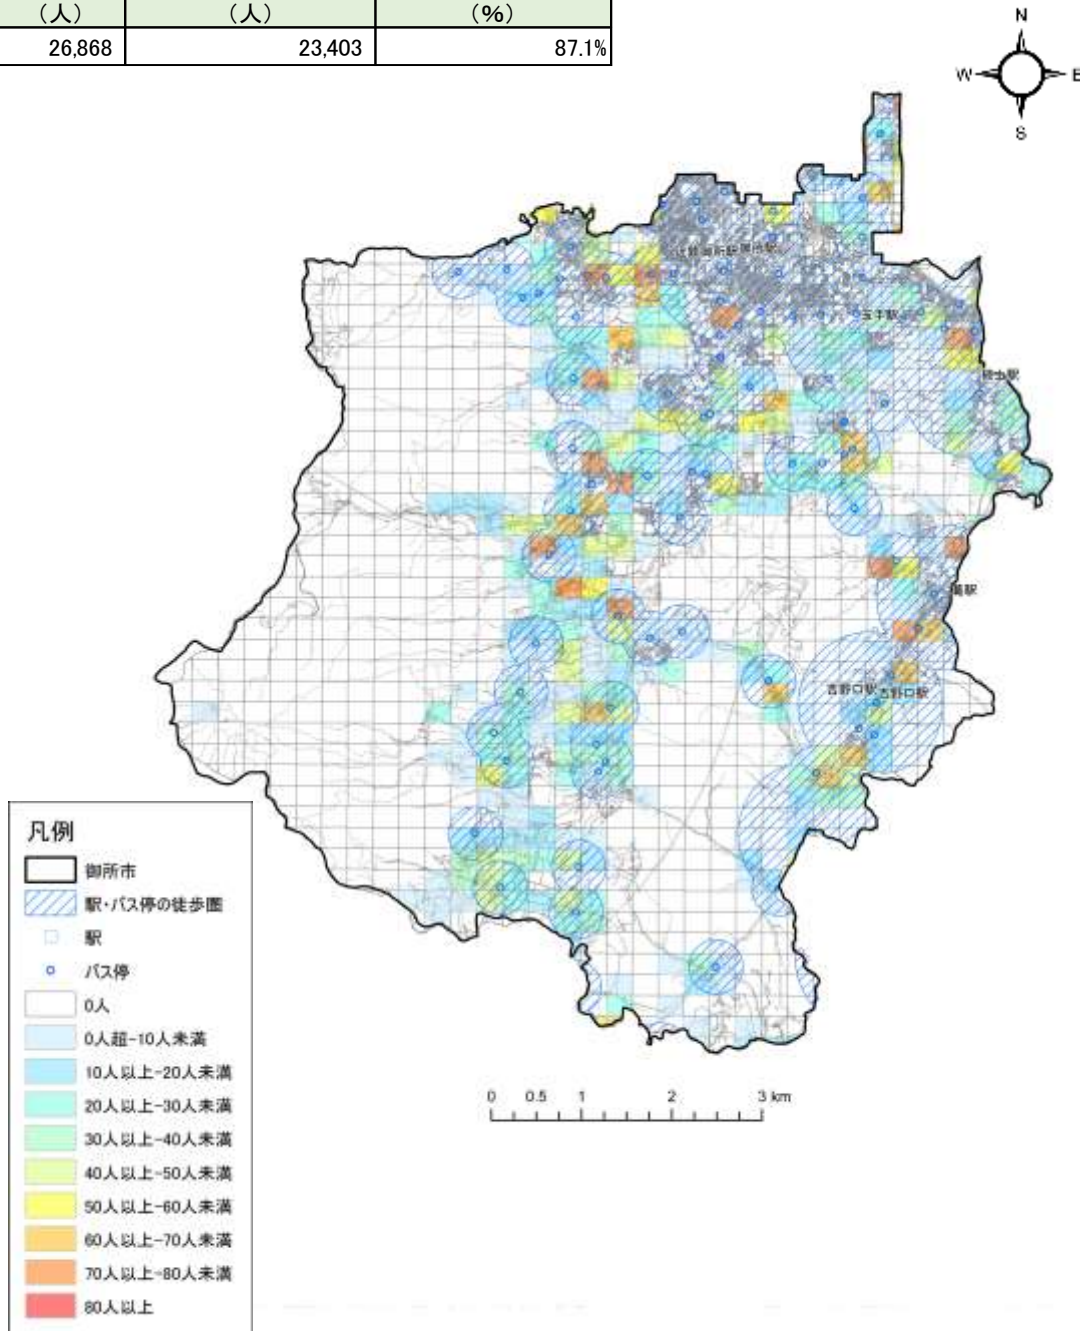 （人） （人） （％）
26,868 23,403 87.1%
N
W E
S
近鉄御所駅 御所駅
玉手駅
掖上駅
葛駅
吉野口駅 吉野口駅
凡例
御所市
駅・バス停の徒歩圏
駅
バス停
0人
0人超-10人未満
10人以上-20人未満
20人以上-30人未満
30人以上-40人未満
40人以上-50人未満
50人以上-60人未満
60人以上-70人未満
70人以上-80人未満
80人以上
0 0.5 1 2 3 km